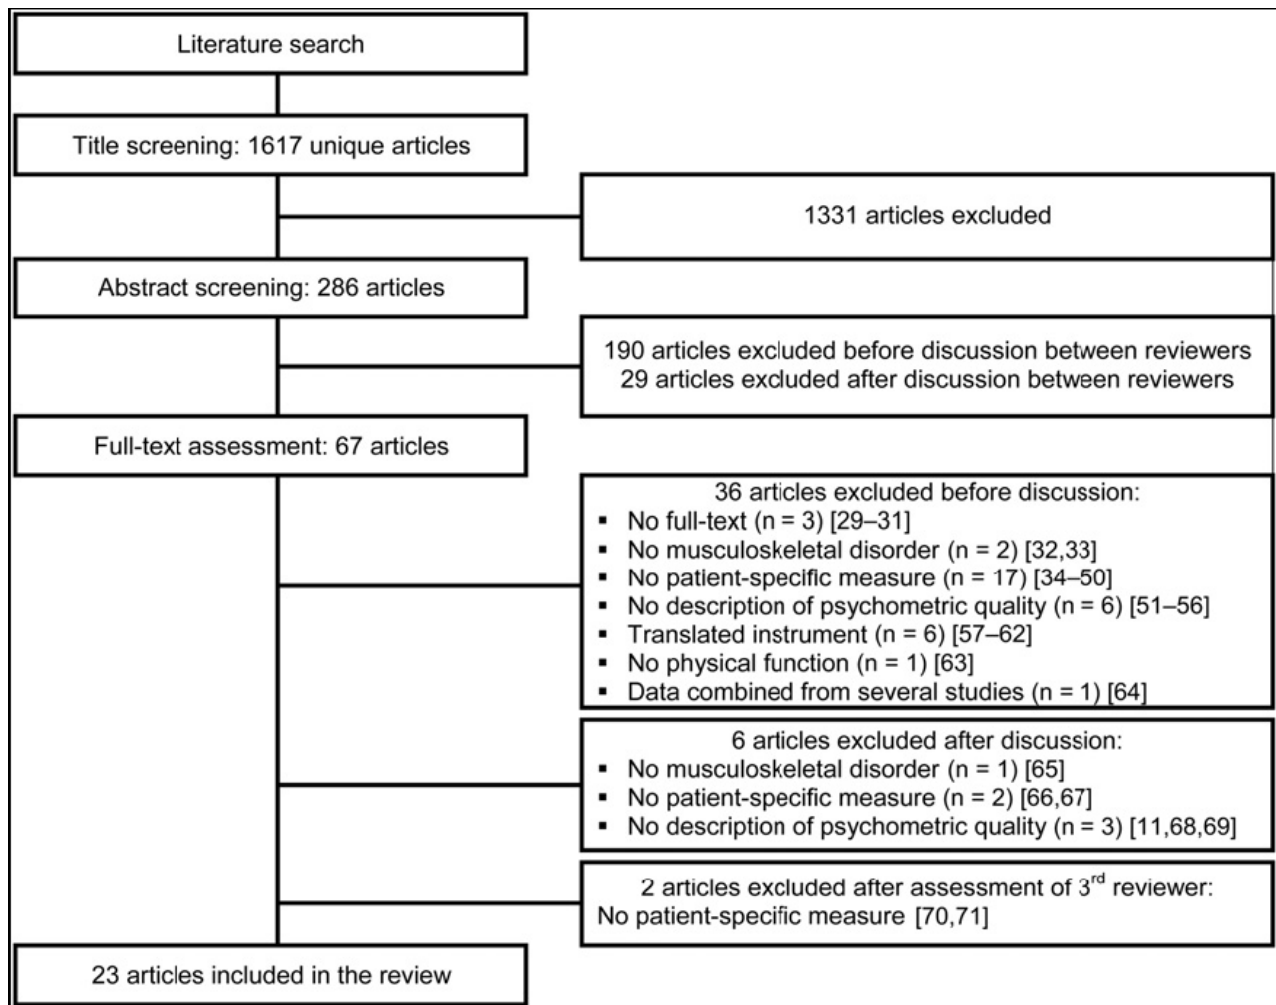 Literature search
Title screening: 1617 unique articles
1331 articles excluded
Abstract screening: 286 articles
190 articles excluded before discussion between reviewers
29 articles excluded after discussion between reviewers
Full-text assessment: 67 articles
36 articles excluded before discussion:
▪ No full-text (n = 3) [29–31]
▪ No musculoskeletal disorder (n = 2) [32,33]
▪ No patient-specific measure (n = 17) [34–50]
▪ No description of psychometric quality (n = 6) [51–56]
▪ Translated instrument (n = 6) [57–62]
▪ No physical function (n = 1) [63]
▪ Data combined from several studies (n = 1) [64]
6 articles excluded after discussion:
▪ No musculoskeletal disorder (n = 1) [65]
▪ No patient-specific measure (n = 2) [66,67]
▪ No description of psychometric quality (n = 3) [11,68,69]
2 articles excluded after assessment of 3rd reviewer:
No patient-specific measure [70,71]
23 articles included in the review